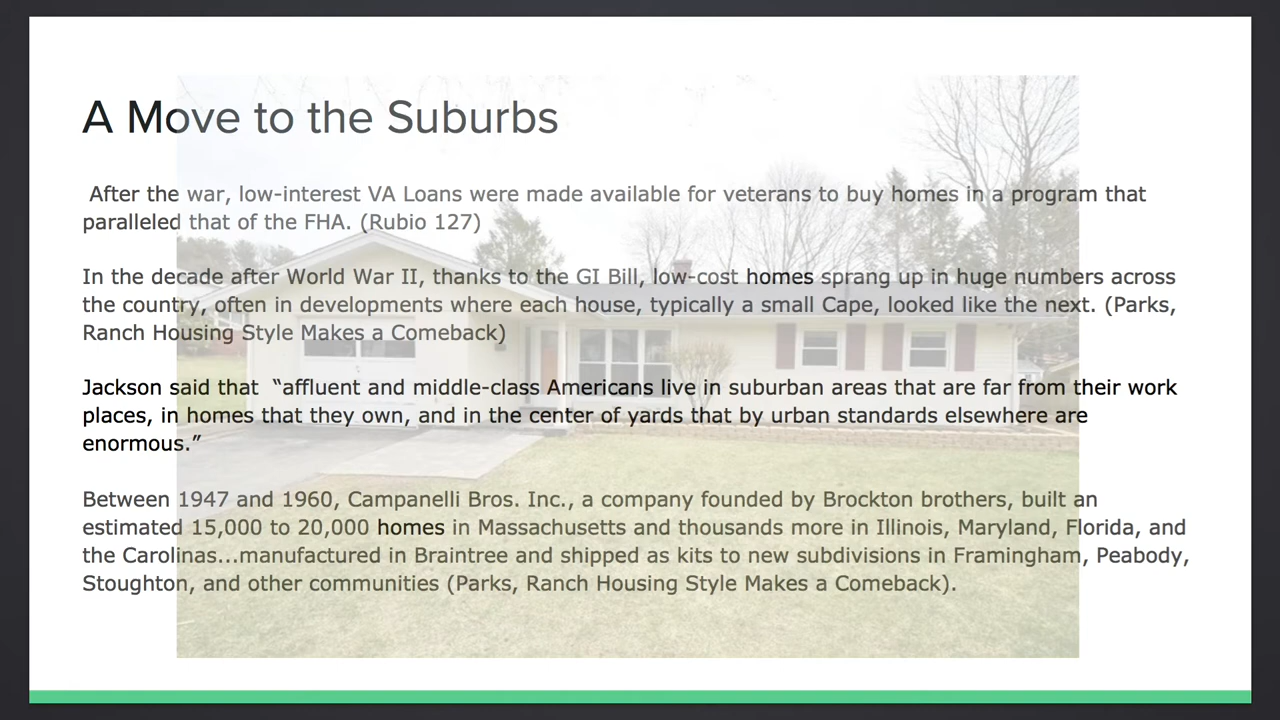 A Move to the Suburbs
After the war, low-interest VA Loans were made available for veterans to buy homes in a program that
paralleled that of the FHA. (Rubio 127)
In the decade after World War II, thanks to the GI Bill, low-cost homes sprang up in huge numbers across
the country, often in developments where each house, typically a small Cape, looked like the next. (Parks,
Ranch Housing Style Makes a Comeback)
Jackson said that “affluent and middle-class Americans live in suburban areas that are far from their work
places, in homes that they own, and in the center of yards that by urban standards elsewhere are
enormous.”
Between 1947 and 1960, Campanelli Bros. Inc., a company founded by Brockton brothers, built an
estimated 15,000 to 20,000 homes in Massachusetts and thousands more in Illinois, Maryland, Florida, and
the Carolinas...manufactured in Braintree and shipped as kits to new subdivisions in Framingham, Peabody,
Stoughton, and other communities (Parks, Ranch Housing Style Makes a Comeback).